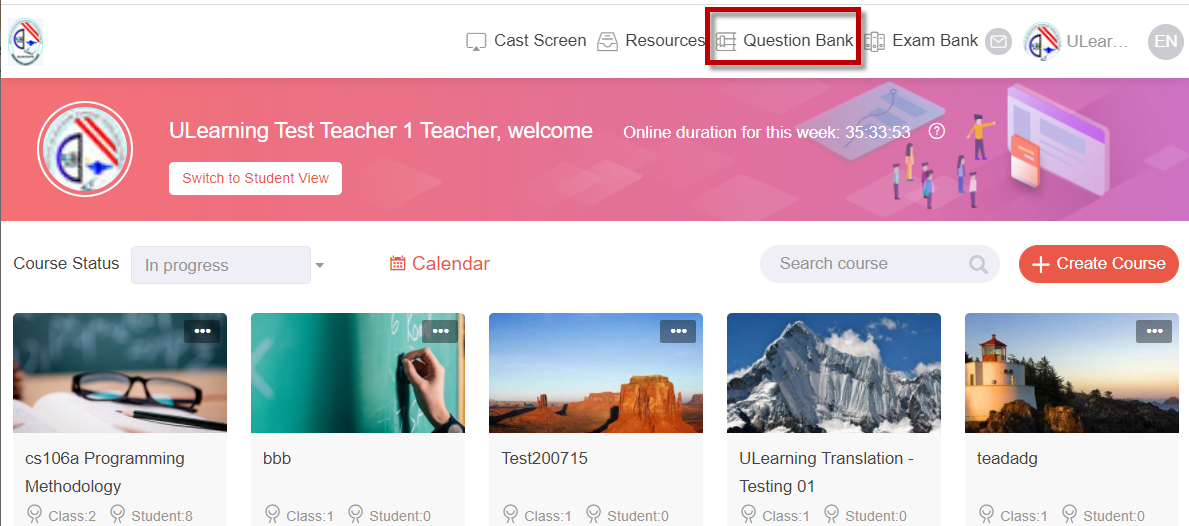 Cast Screen Resources Question Bank Exam Bank ULear... EN
ULearning Test Teacher 1 Teacher, welcome Online duration for this week: 35:33:53 ?
Switch to Student View
Course Status In progress Calendar Search course + Create Course
cs106a Programming
Methodology
Class:2 Student:8
bbb
Class:1 Student:0
Test200715
Class:1 Student:0
ULearning Translation -
Testing 01
Class:1 Student:0
teadadg
Class:1 Student:0